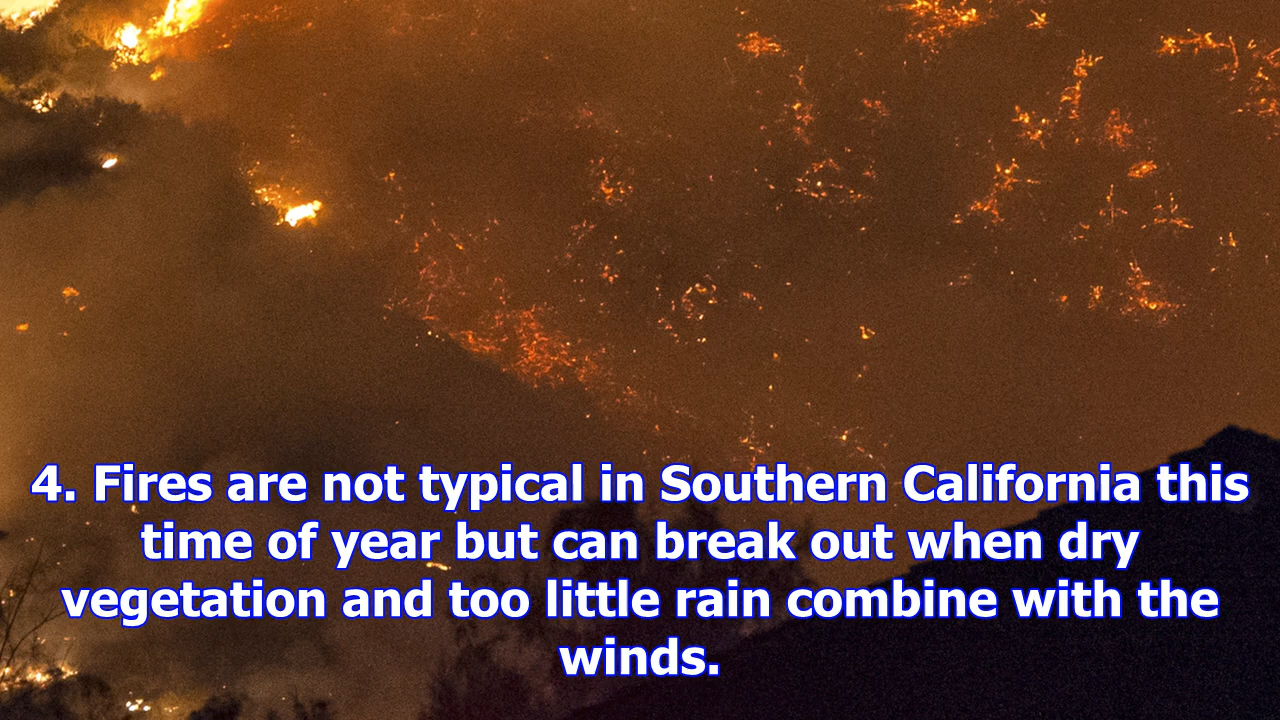 4. Fires are not typical in Southern California this
time of year but can break out when dry
vegetation and too little rain combine with the
winds.